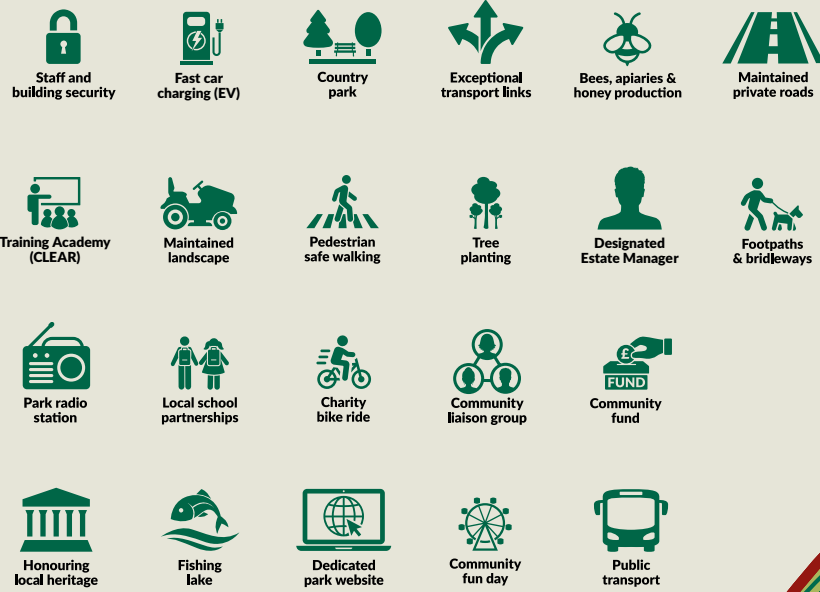 Staff and
building security
Fast car
charging (EV)
Country
park
Exceptional
transport links
Bees, apiaries &
honey production
Maintained
private roads
Training Academy
(CLEAR)
Maintained
landscape
Pedestrian
safe walking
Tree
planting
Designated
Estate Manager
Footpaths
& bridleways
Park radio
station
Local school
partnerships
Charity
bike ride
Community
liaison group
£
FUND
Community
fund
Honouring
local heritage
Fishing
lake
Dedicated
park website
Community
fun day
Public
transport